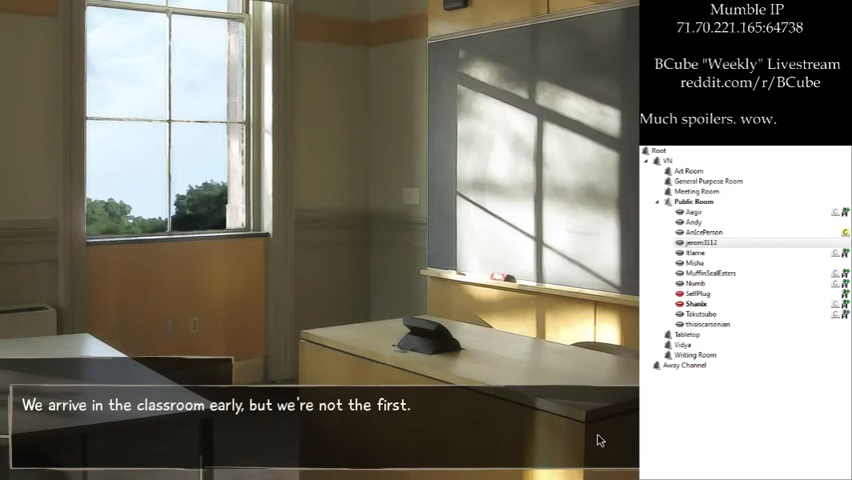 Mumble IP
71.70.221.165:64738
BCube "Weekly" Livestream
reddit.com/r/BCube
Much spoilers. wow.
Root
VN
Art Room
General Purpose Room
Meeting Room
Public Room
Aegir
Andy
AnIcePerson
jerom3112
Itlame
Misha
MuffinSealEaters
Numb
SelfPlug
Shanix
Takutsubo
thisiscarsonian
Tabletop
Vidya
Writing Room
Away Channel
We arrive in the classroom early, but we're not the first.